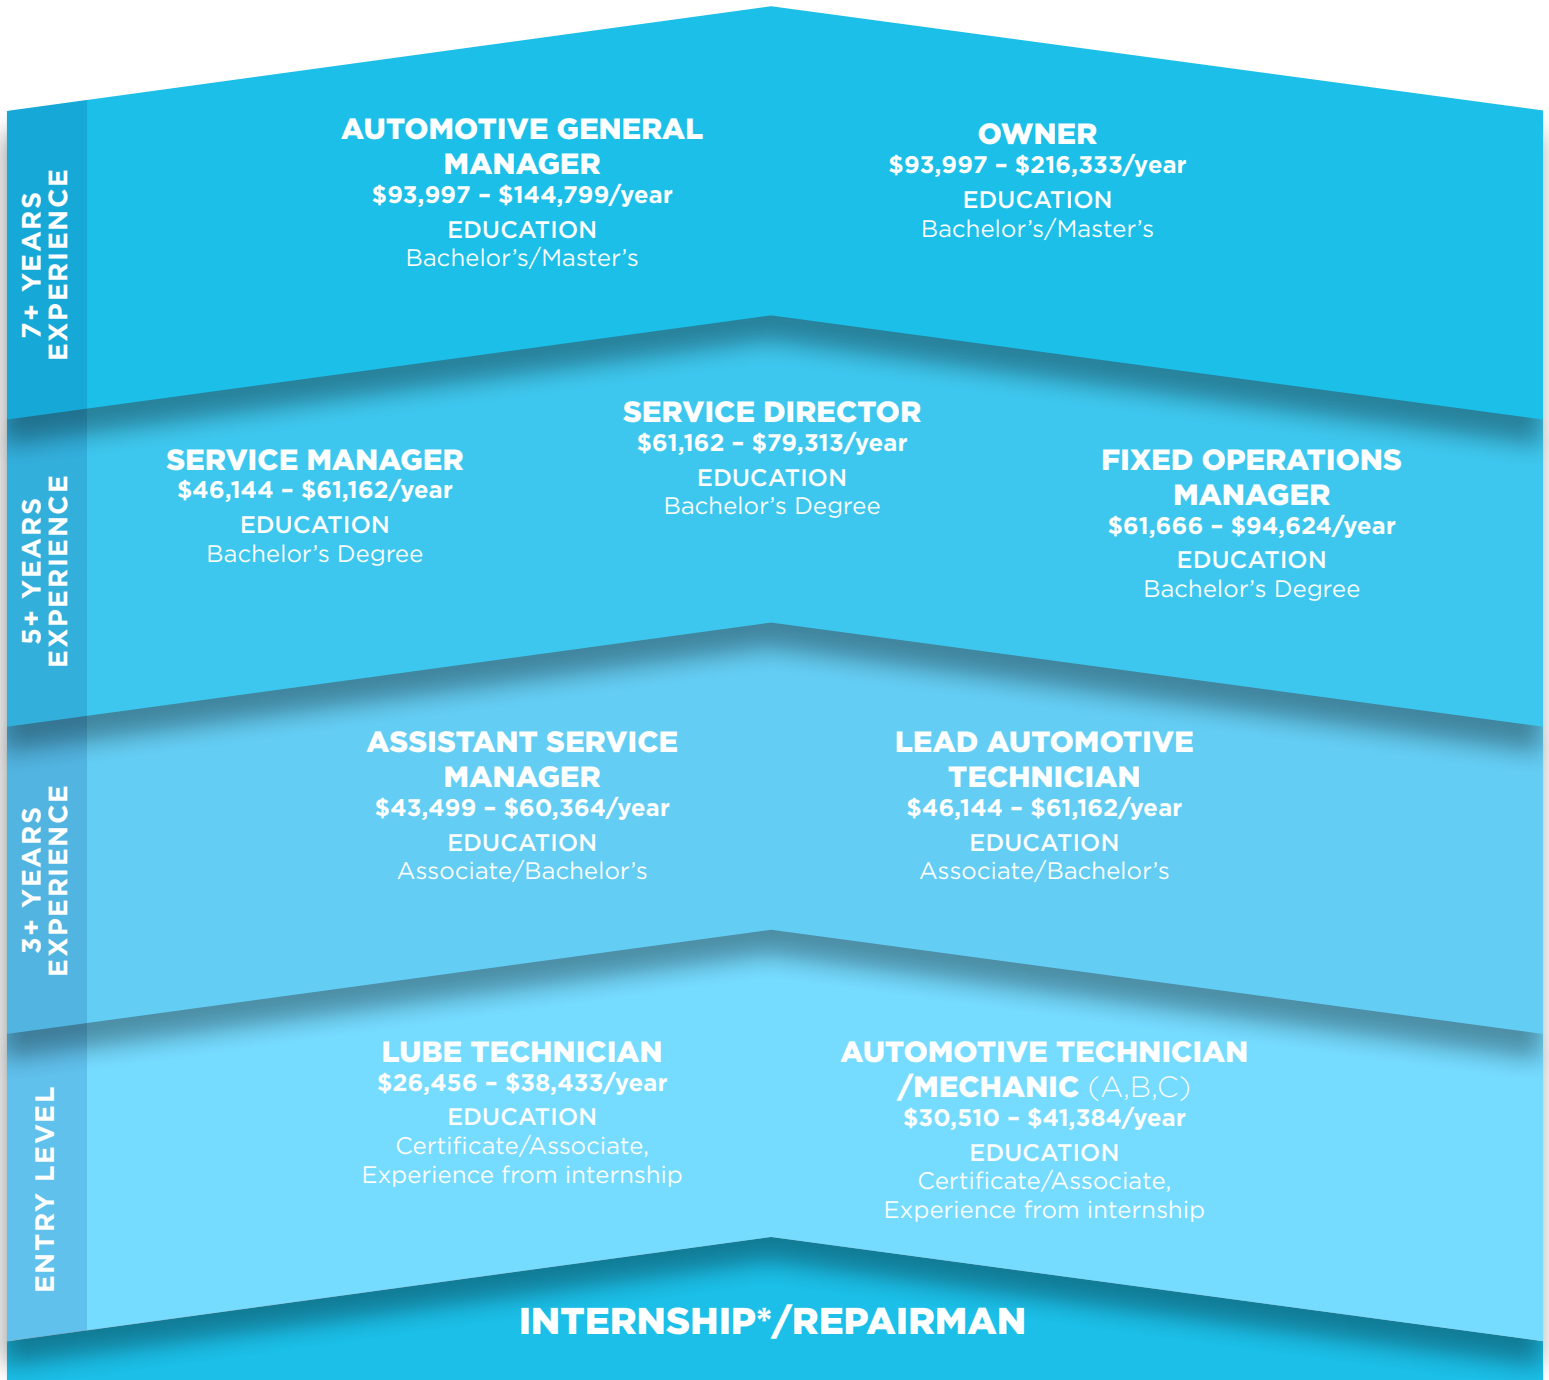 7+ YEARS
EXPERIENCE
AUTOMOTIVE GENERAL
MANAGER
$93,997 – $144,799/year
EDUCATION
Bachelor’s/Master’s
OWNER
$93,997 – $216,333/year
EDUCATION
Bachelor’s/Master’s
5+ YEARS
EXPERIENCE
SERVICE MANAGER
$46,144 – $61,162/year
EDUCATION
Bachelor’s Degree
SERVICE DIRECTOR
$61,162 – $79,313/year
EDUCATION
Bachelor’s Degree
FIXED OPERATIONS
MANAGER
$61,666 – $94,624/year
EDUCATION
Bachelor’s Degree
3+ YEARS
EXPERIENCE
ASSISTANT SERVICE
MANAGER
$43,499 – $60,364/year
EDUCATION
Associate/Bachelor’s
LEAD AUTOMOTIVE
TECHNICIAN
$46,144 – $61,162/year
EDUCATION
Associate/Bachelor’s
ENTRY LEVEL
LUBE TECHNICIAN
$26,456 – $38,433/year
EDUCATION
Certificate/Associate,
Experience from internship
AUTOMOTIVE TECHNICIAN
/MECHANIC (A,B,C)
$30,510 – $41,384/year
EDUCATION
Certificate/Associate,
Experience from internship
INTERNSHIP*/REPAIRMAN